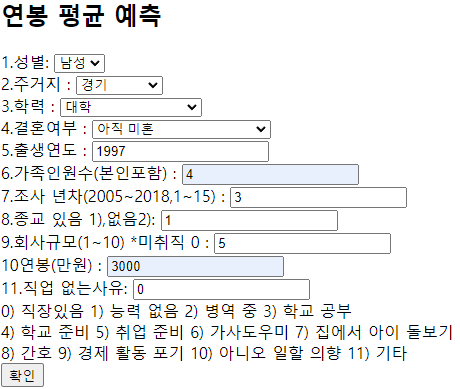 연봉 평균 예측
1.성별: 남성
2.주거지 : 경기
3.학력 : 대학
4.결혼여부 : 아직 미혼
5.출생연도 : 1997
6.가족인원수(본인포함) : 4
7.조사 년차(2005~2018,1~15) : 3
8.종교 있음 1),없음2): 1
9.회사규모(1~10) *미취직 0 : 5
10연봉(만원) : 3000
11.직업 없는사유: 0
0) 직장있음 1) 능력 없음 2) 병역 중 3) 학교 공부
4) 학교 준비 5) 취업 준비 6) 가사도우미 7) 집에서 아이 돌보기
8) 간호 9) 경제 활동 포기 10) 아니오 일할 의향 11) 기타
확인